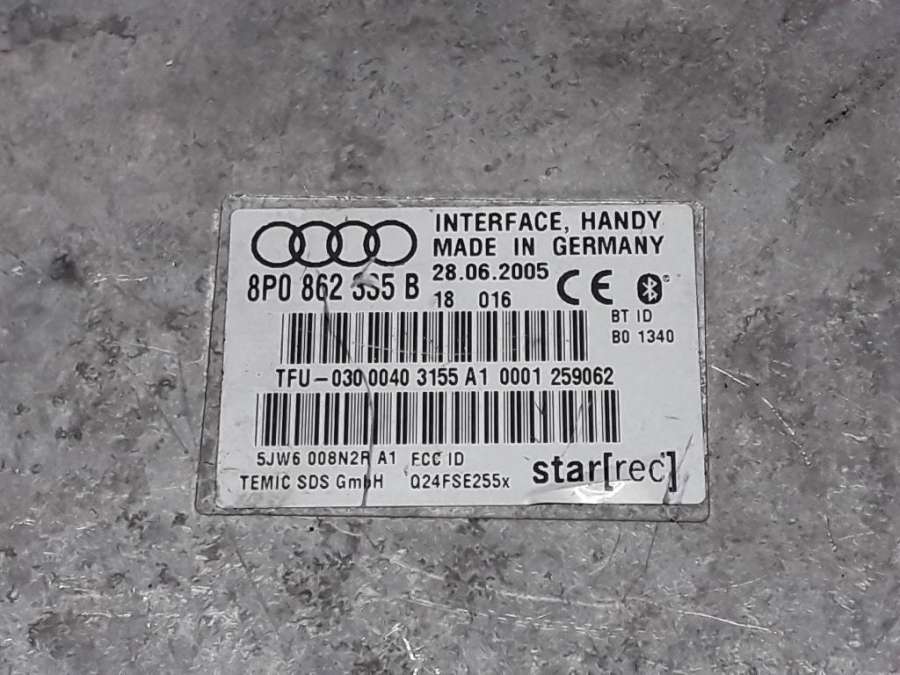 INTERFACE, HANDY
MADE IN GERMANY
28.06.2005
8P0 862 335 B
18 016
CE
BT ID
B0 1340
TFU-030 0040 3155 A1 0001 259062
5JW6 008N2R A1 FCC ID
TEMIC SDS GmbH Q24FSE255x
star[rec]